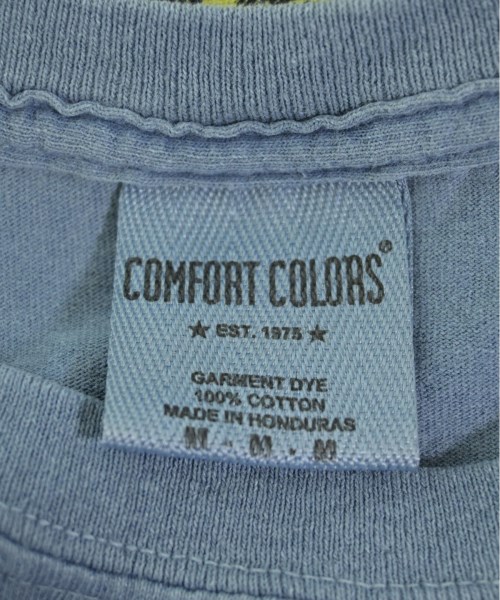 COMFORT COLORS®
★ EST. 1975 ★
GARMENT DYE
100% COTTON
MADE IN HONDURAS
M · M · M